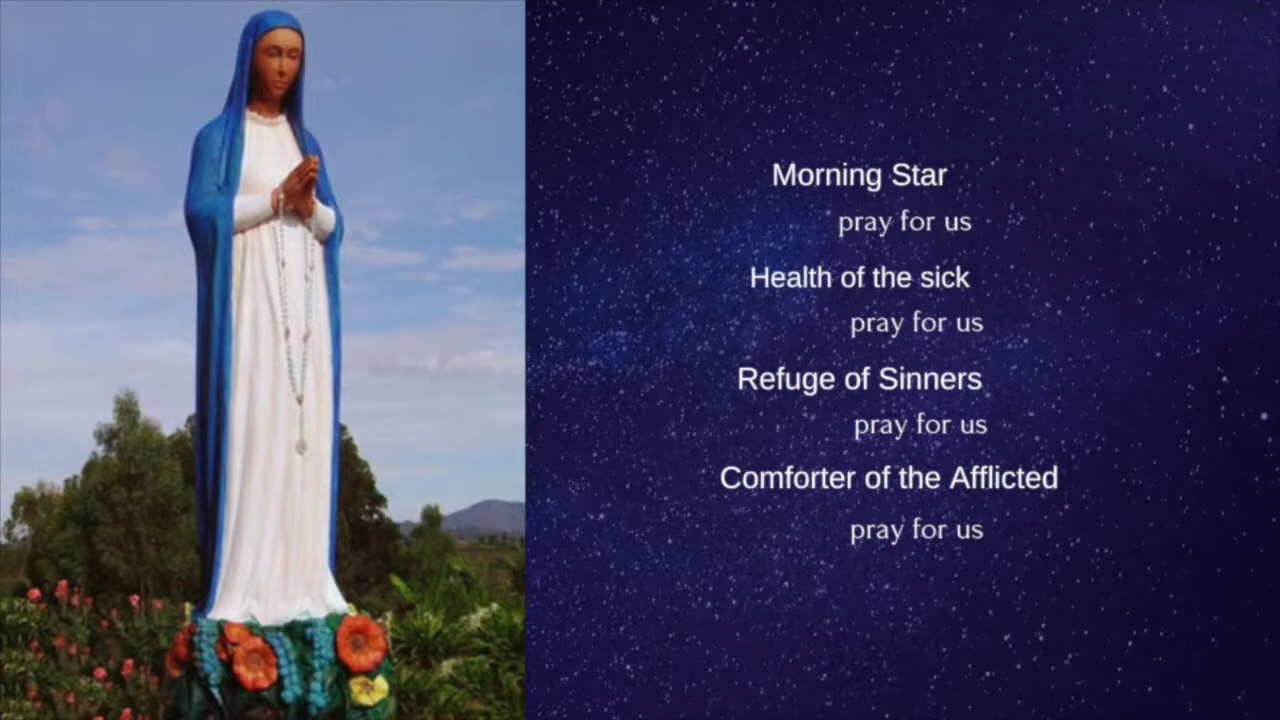 Morning Star
pray for us
Health of the sick
pray for us
Refuge of Sinners
pray for us
Comforter of the Afflicted
pray for us